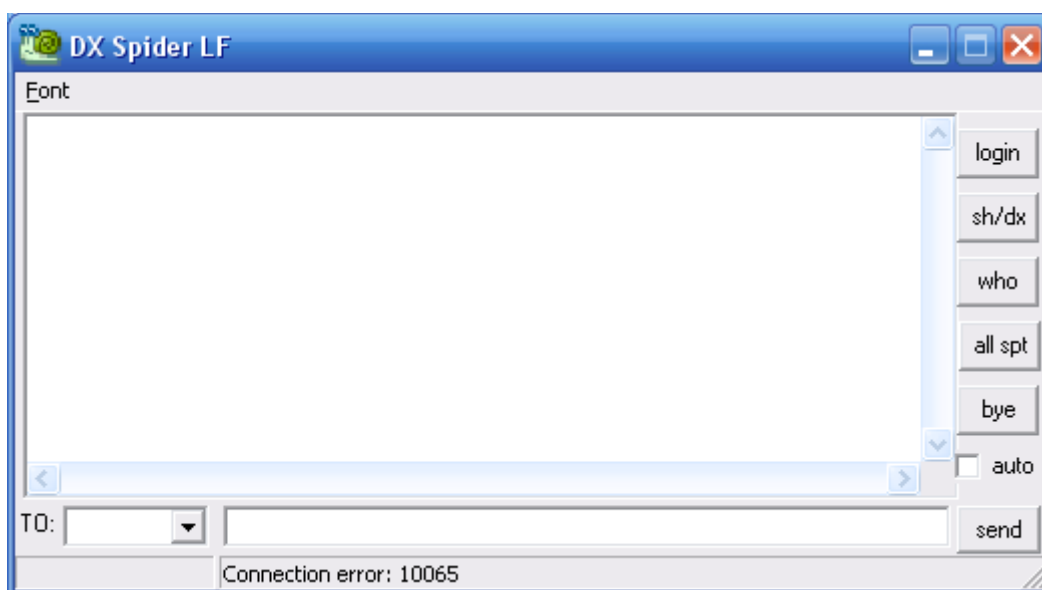 DX Spider LF
Font
login
sh/dx
who
all spt
bye
auto
TO:
send
Connection error: 10065